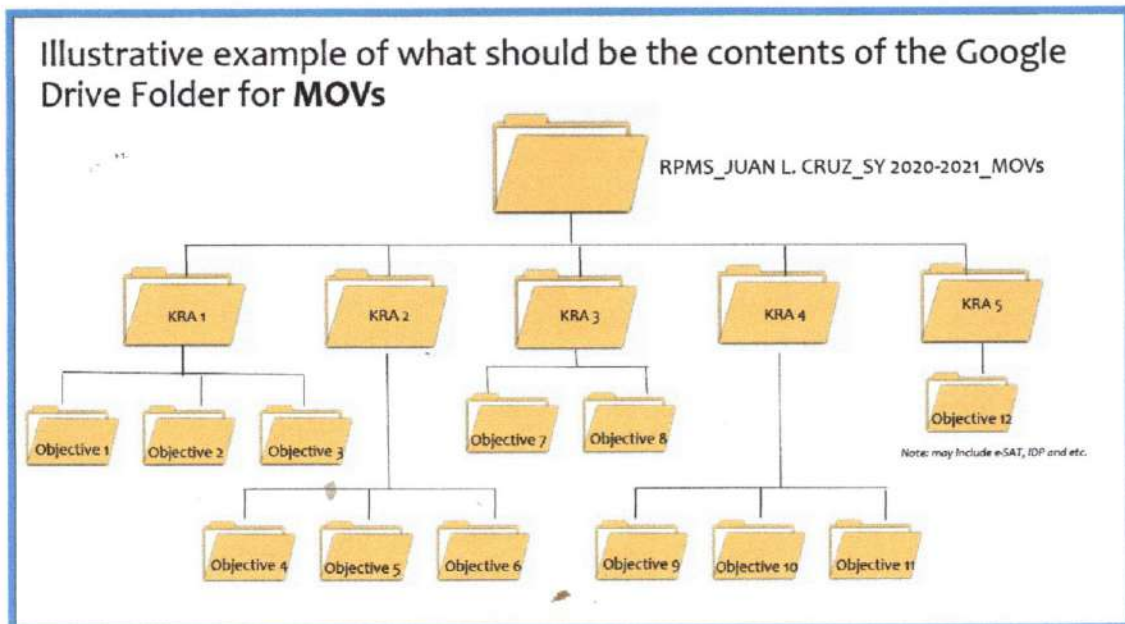 Illustrative example of what should be the contents of the Google
Drive Folder for MOVs
RPMS_JUAN L. CRUZ_SY 2020-2021_MOVs
KRA 1
KRA 2
KRA 3
KRA 4
KRA 5
Objective 1
Objective 2
Objective 3
Objective 7
Objective 8
Objective 12
Note: may Include e-SAT, IDP and etc.
Objective 4
Objective 5
Objective 6
Objective 9
Objective 10
Objective 11